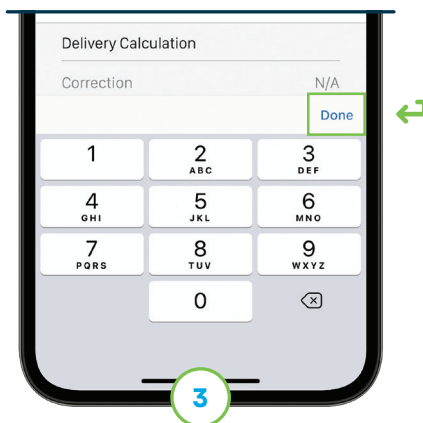 Delivery Calculation
Correction N/A
Done
1 2 3
ABC DEF
4 5 6
GHI JKL MNO
7 8 9
PQRS TUV WXYZ
0
3